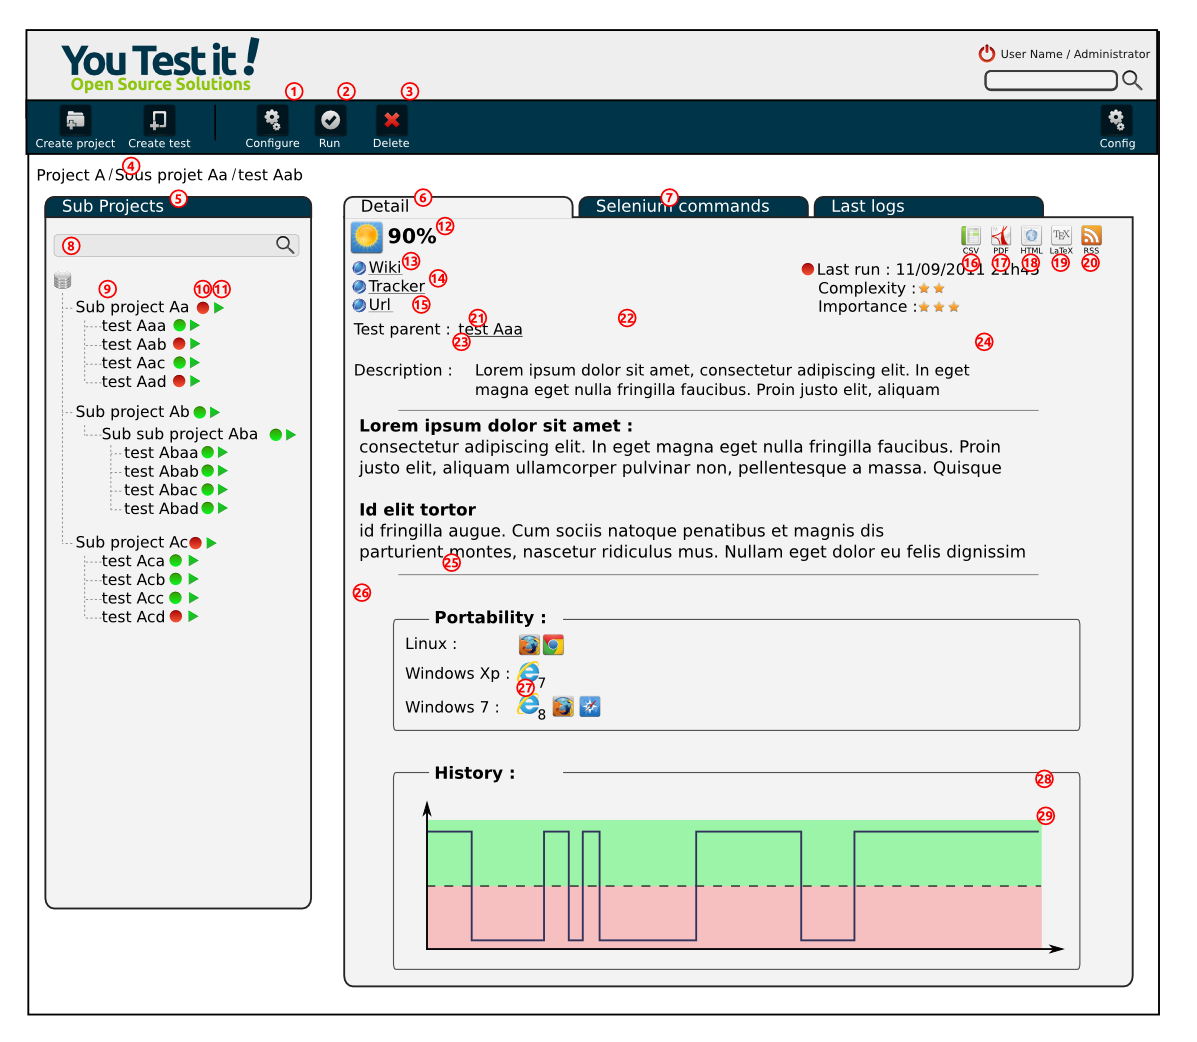 You Test it!
Open Source Solutions
User Name / Administrator
1 2 3
Create project Create test Configure Run Delete Config
4
Project A / Sous projet Aa / test Aab
5 6 7
Sub Projects
Detail Selenium commands Last logs
8
12
90%
CSV PDF HTML TEX LaTeX RSS
16 17 18 19 20
13
Wiki
14
Tracker
15
Url
Last run : 11/09/2011 21h43
Complexity :
Importance :
21 22
Test parent : test Aaa
23 24
Description : Lorem ipsum dolor sit amet, consectetur adipiscing elit. In eget
magna eget nulla fringilla faucibus. Proin justo elit, aliquam
9 10 11
Sub project Aa
test Aaa
test Aab
test Aac
test Aad
Sub project Ab
Sub sub project Aba
test Abaa
test Abab
test Abac
test Abad
Sub project Ac
test Aca
test Acb
test Acc
test Acd
Lorem ipsum dolor sit amet :
consectetur adipiscing elit. In eget magna eget nulla fringilla faucibus. Proin
justo elit, aliquam ullamcorper pulvinar non, pellentesque a massa. Quisque
Id elit tortor
id fringilla augue. Cum sociis natoque penatibus et magnis dis
parturient montes, nascetur ridiculus mus. Nullam eget dolor eu felis dignissim
25
26
Portability :
Linux :
Windows Xp : 7
27
Windows 7 : 8
History :
28
29